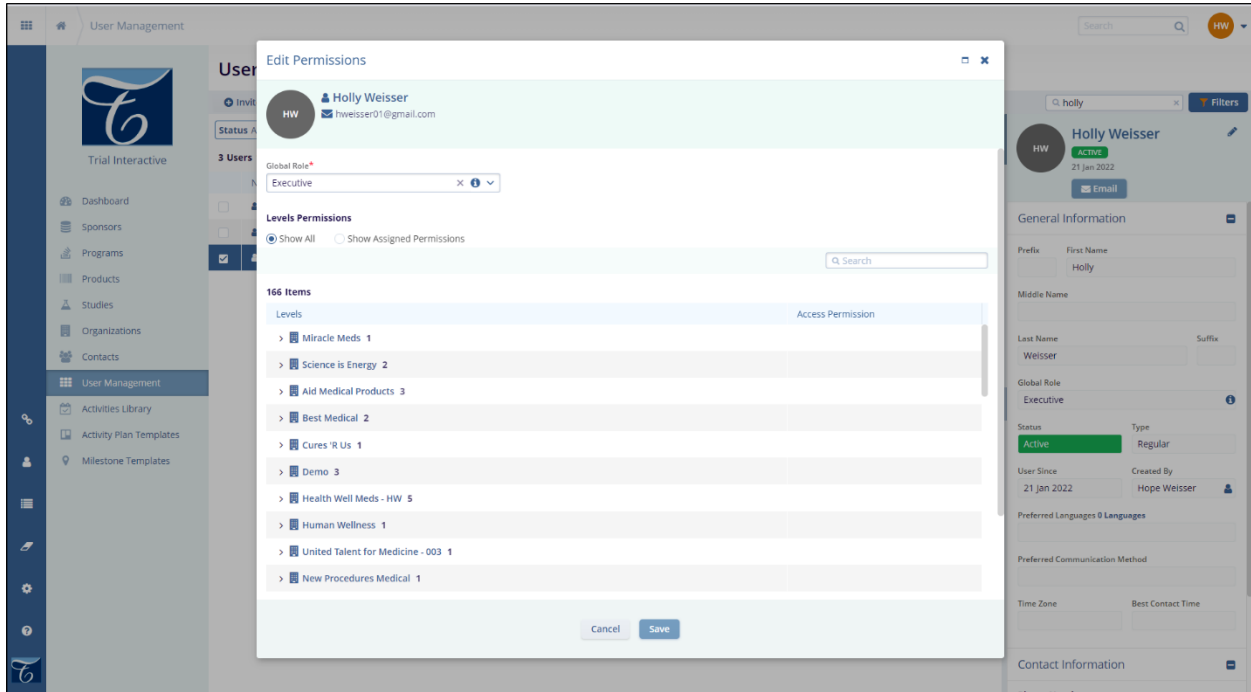 User Management
Search
HW
Trial Interactive
Dashboard
Sponsors
Programs
Products
Studies
Organizations
Contacts
User Management
Activities Library
Activity Plan Templates
Milestone Templates
User
Invit
Status A
3 Users
N
Edit Permissions
HW
Holly Weisser
hweisser01@gmail.com
Global Role*
Executive
Levels Permissions
Show All Show Assigned Permissions
Search
166 Items
Levels Access Permission
Miracle Meds 1
Science is Energy 2
Aid Medical Products 3
Best Medical 2
Cures 'R Us 1
Demo 3
Health Well Meds - HW 5
Human Wellness 1
United Talent for Medicine - 003 1
New Procedures Medical 1
Cancel Save
holly Filters
HW
Holly Weisser
ACTIVE
21 Jan 2022
Email
General Information
Prefix First Name
Holly
Middle Name
Last Name Suffix
Weisser
Global Role
Executive
Status Type
Active Regular
User Since Created By
21 Jan 2022 Hope Weisser
Preferred Languages 0 Languages
Preferred Communication Method
Time Zone Best Contact Time
Contact Information